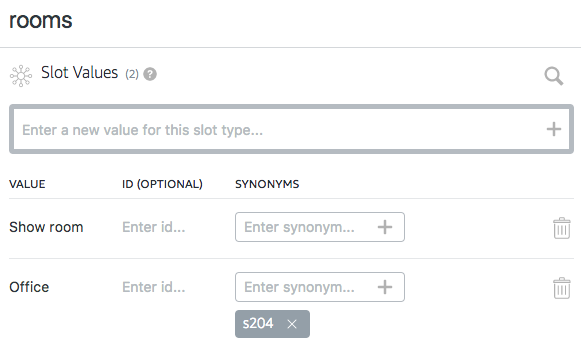 rooms
Slot Values (2) ?
Enter a new value for this slot type... +
VALUE ID (OPTIONAL) SYNONYMS
Show room Enter id... Enter synonym... +
Office Enter id... Enter synonym... +
s204 ×